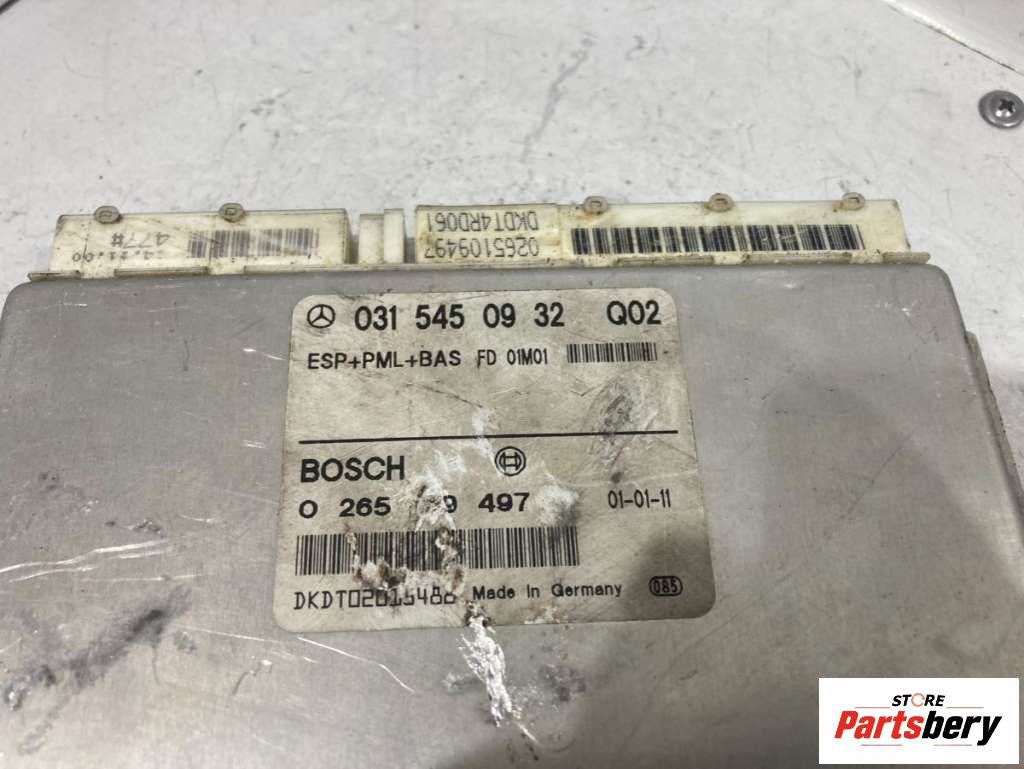 477#
DKDT4RD061
0265109497
031 545 09 32 Q02
ESP+PML+BAS FD 01M01
BOSCH
0 265 9 497 01-01-11
Made in Germany 085
STORE
Partsbery